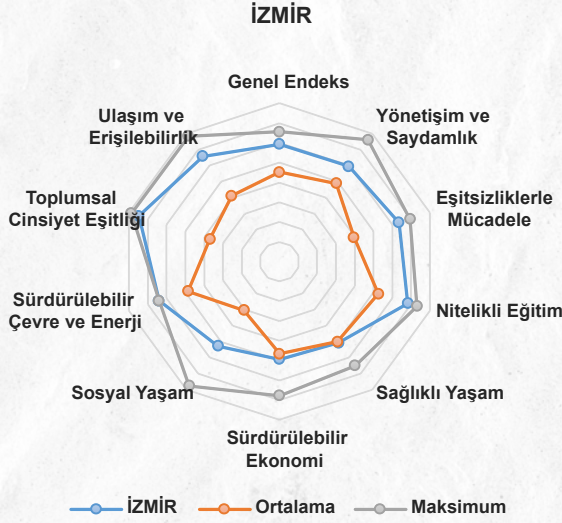 İZMİR
Genel Endeks
Yönetişim ve
Saydamlık
Eşitsizliklerle
Mücadele
Nitelikli Eğitim
Sağlıklı Yaşam
Sürdürülebilir
Ekonomi
Sosyal Yaşam
Sürdürülebilir
Çevre ve Enerji
Toplumsal
Cinsiyet Eşitliği
Ulaşım ve
Erişilebilirlik
İZMİR
Ortalama
Maksimum